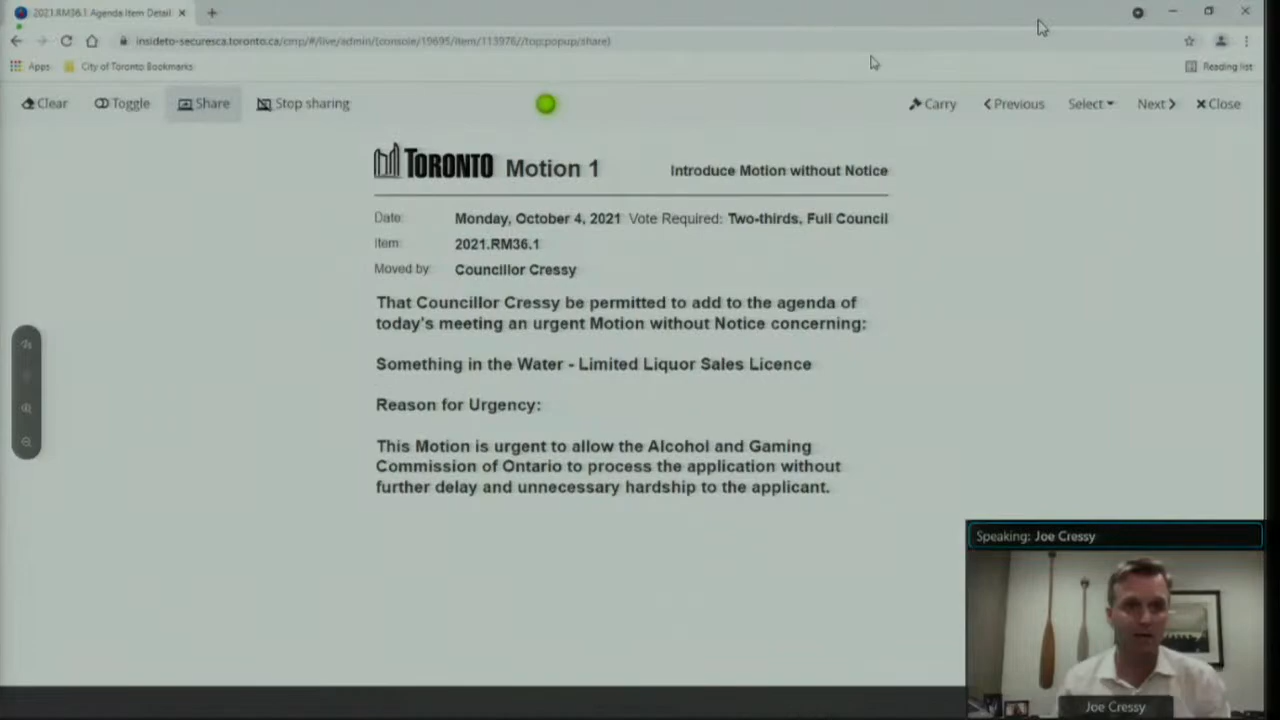 2021.RM36.1 Agenda Item Detail
insideto-securesca.toronto.ca/cmp/#/live/admin/(console/19695/item/113976//top:popup/share)
Apps City of Toronto Bookmarks Reading list
Clear Toggle Share Stop sharing Carry Previous Select Next Close
TORONTO Motion 1 Introduce Motion without Notice
Date: Monday, October 4, 2021 Vote Required: Two-thirds, Full Council
Item: 2021.RM36.1
Moved by: Councillor Cressy
That Councillor Cressy be permitted to add to the agenda of
today's meeting an urgent Motion without Notice concerning:
Something in the Water - Limited Liquor Sales Licence
Reason for Urgency:
This Motion is urgent to allow the Alcohol and Gaming
Commission of Ontario to process the application without
further delay and unnecessary hardship to the applicant.
Speaking: Joe Cressy
Joe Cressy